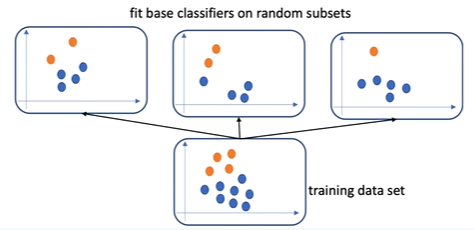 fit base classifiers on random subsets
training data set